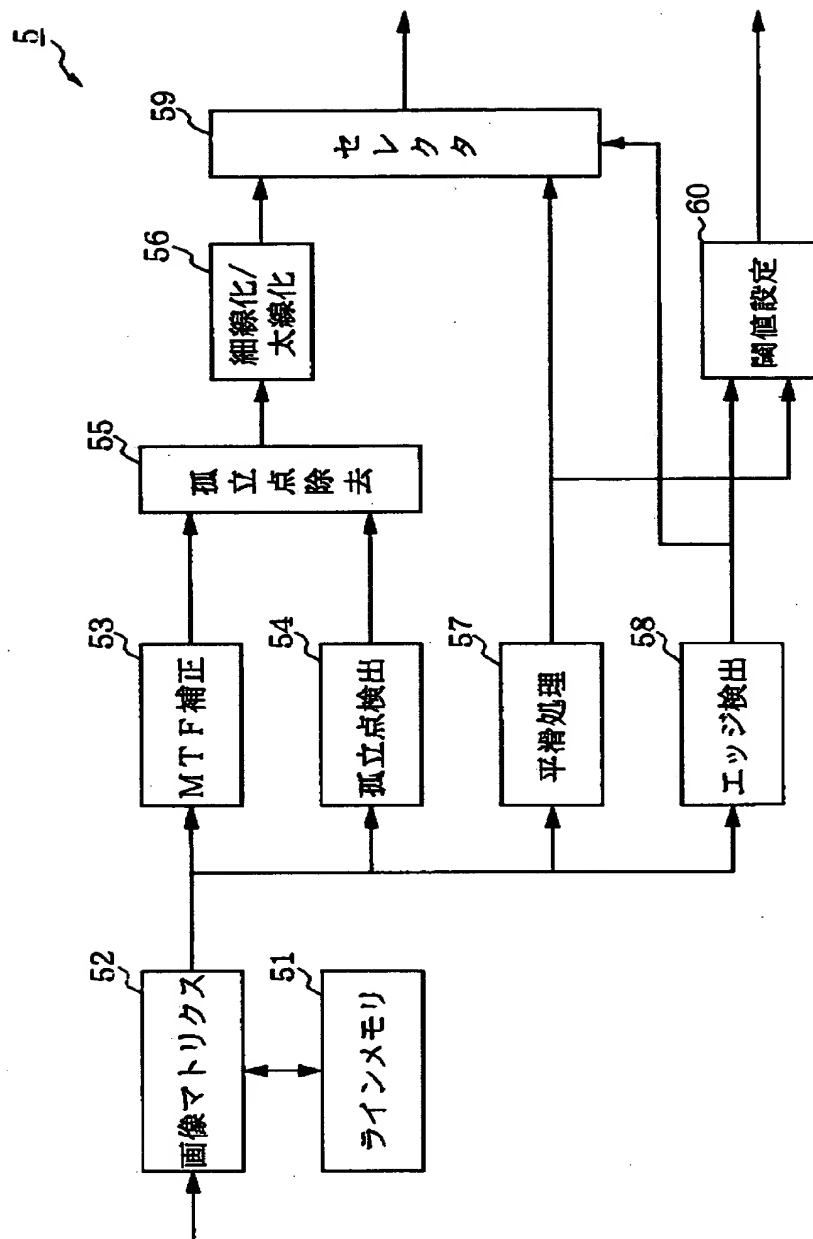 5
52
画像マトリクス
51
ラインメモリ
53
MTF補正
54
孤立点検出
57
平滑処理
58
エッジ検出
55
孤立点除去
56
細線化/
太線化
59
セレクタ
60
閾値設定